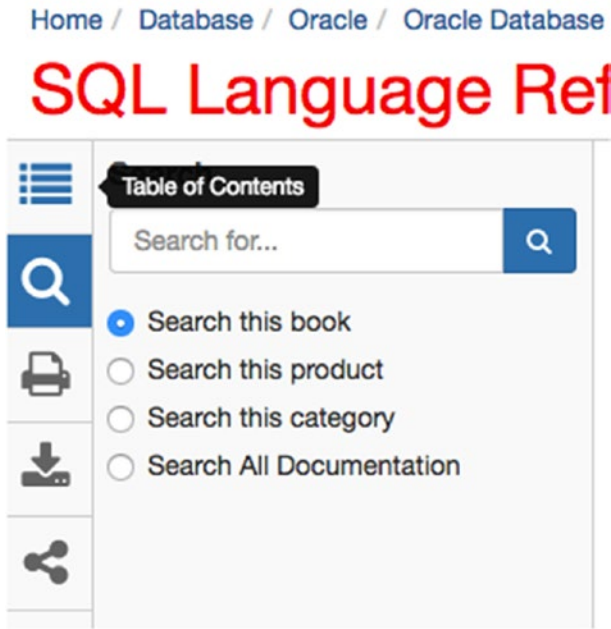 Home / Database / Oracle / Oracle Database
SQL Language Ref
Table of Contents
Search for...
Search this book
Search this product
Search this category
Search All Documentation